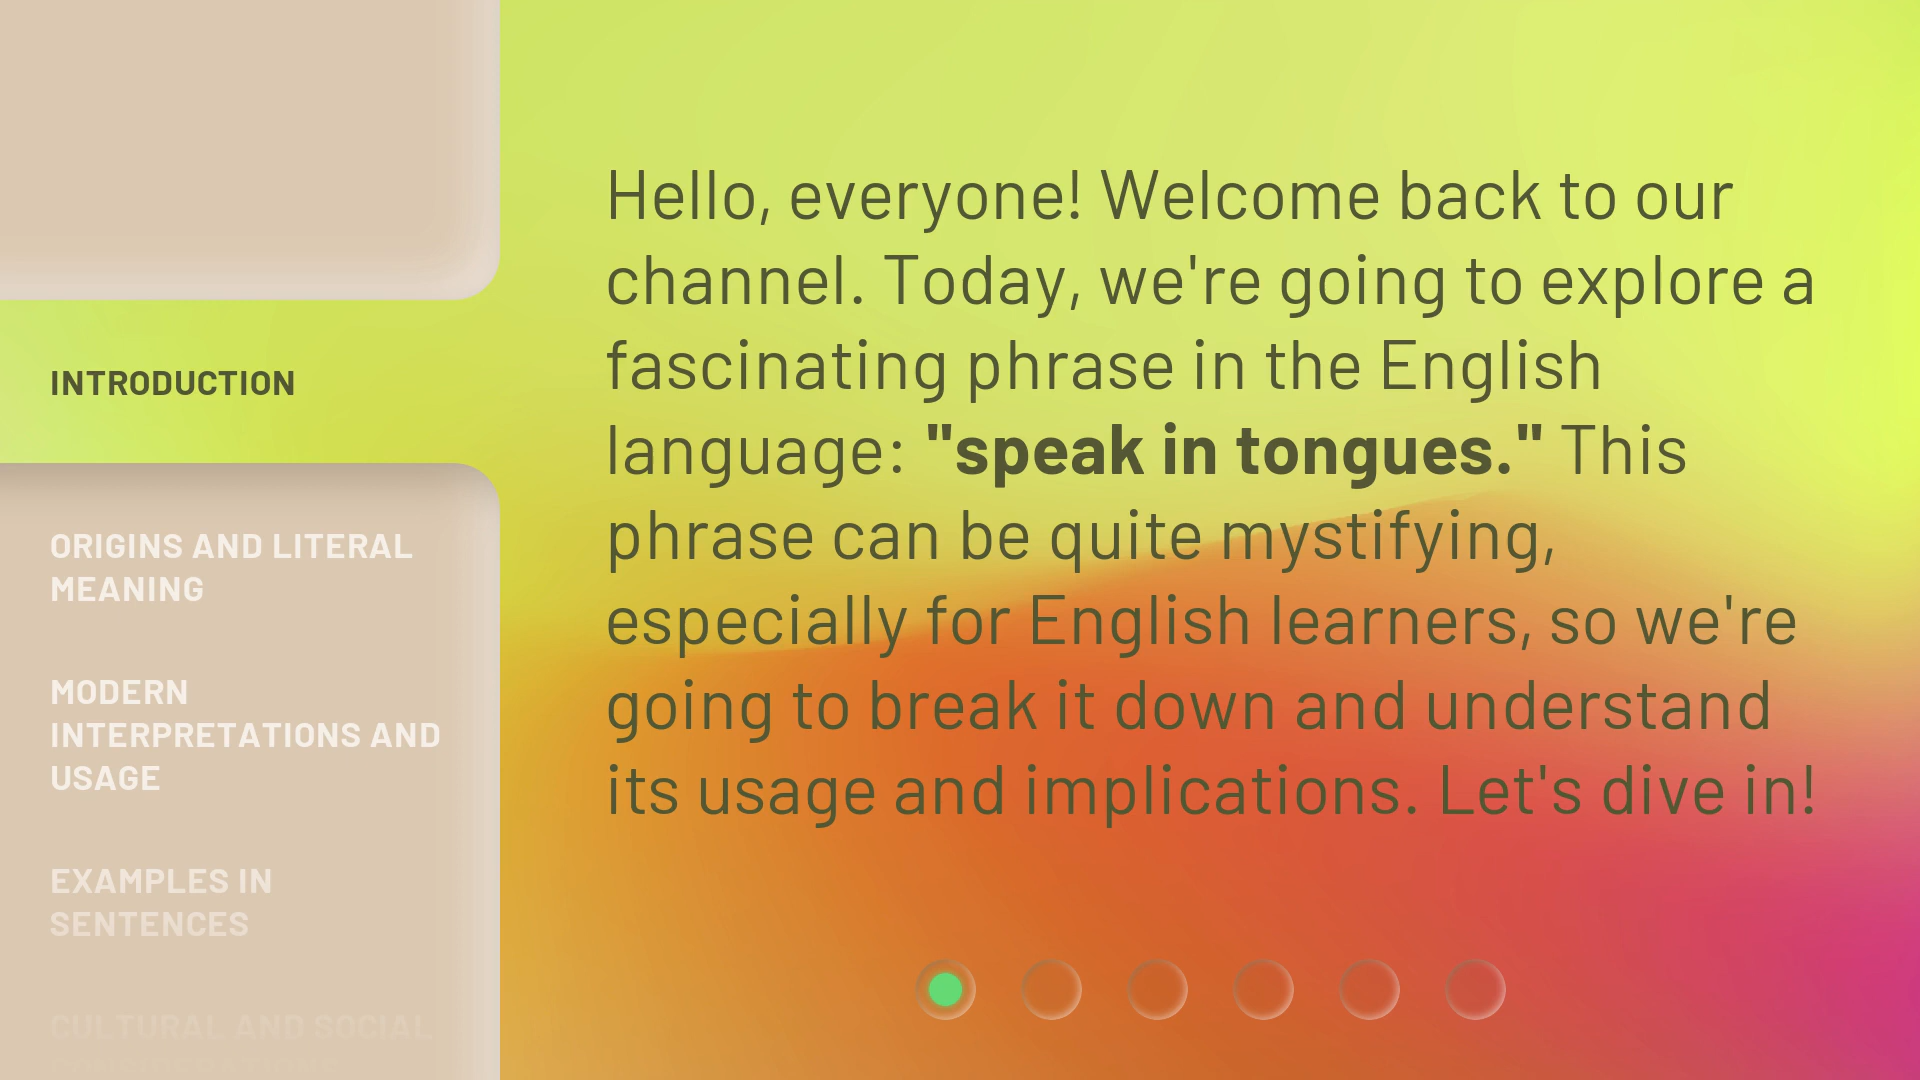 INTRODUCTION
ORIGINS AND LITERAL
MEANING
MODERN
INTERPRETATIONS AND
USAGE
EXAMPLES IN
SENTENCES
CULTURAL AND SOCIAL
CONSIDERATIONS
Hello, everyone! Welcome back to our
channel. Today, we're going to explore a
fascinating phrase in the English
language: "speak in tongues." This
phrase can be quite mystifying,
especially for English learners, so we're
going to break it down and understand
its usage and implications. Let's dive in!